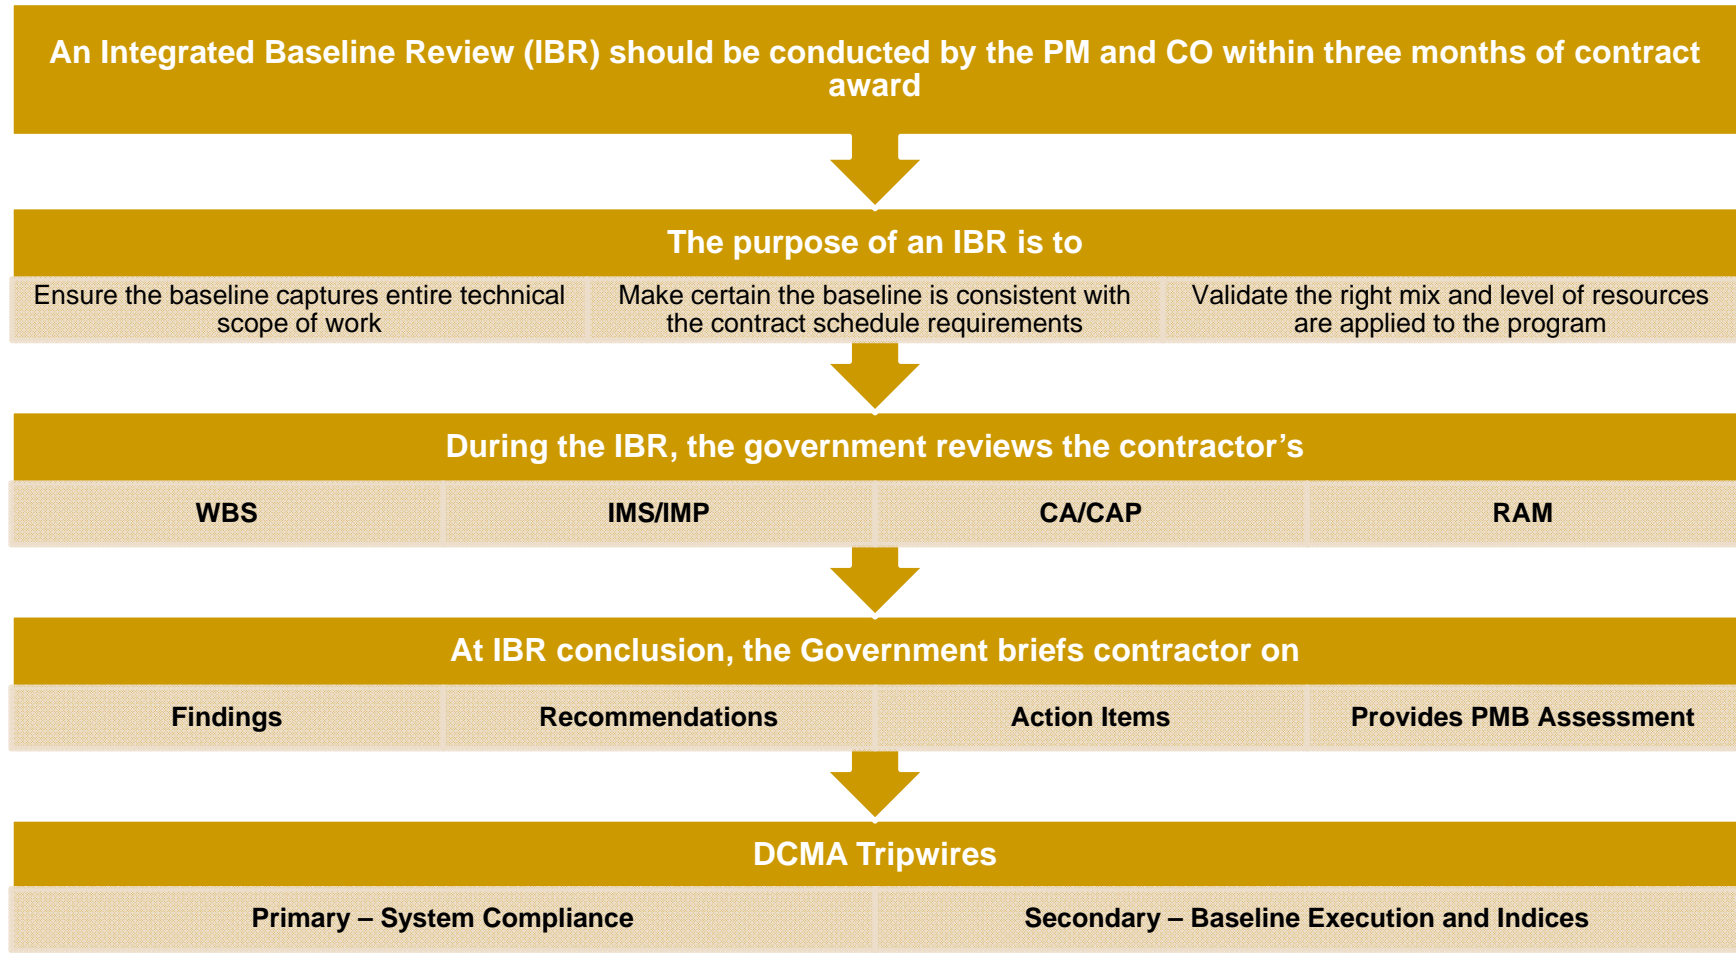 An Integrated Baseline Review (IBR) should be conducted by the PM and CO within three months of contract
award
The purpose of an IBR is to
Ensure the baseline captures entire technical
scope of work
Make certain the baseline is consistent with
the contract schedule requirements
Validate the right mix and level of resources
are applied to the program
During the IBR, the government reviews the contractor’s
WBS
IMS/IMP
CA/CAP
RAM
At IBR conclusion, the Government briefs contractor on
Findings
Recommendations
Action Items
Provides PMB Assessment
DCMA Tripwires
Primary – System Compliance
Secondary – Baseline Execution and Indices